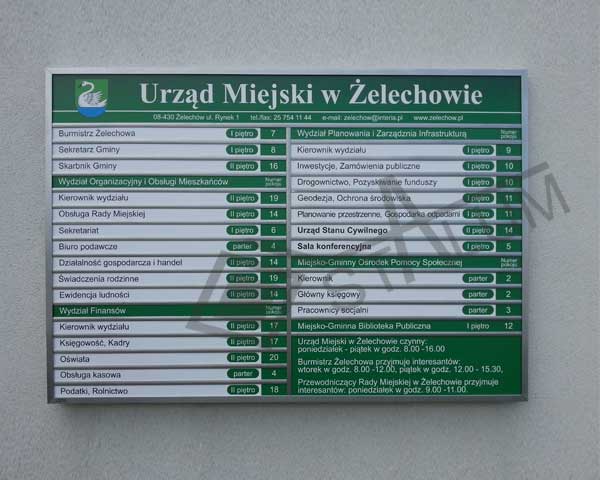 Urząd Miejski w Żelechowie
08-430 Żelechów ul. Rynek 1 tel./fax: 25 754 11 44 e-mail: zelechow@interia.pl www.zelechow.pl
Burmistrz Żelechowa I piętro 7
Sekretarz Gminy I piętro 8
Skarbnik Gminy II piętro 16
Wydział Organizacyjny i Obsługi Mieszkańców Numer pokoju
Kierownik wydziału II piętro 19
Obsługa Rady Miejskiej II piętro 14
Sekretariat I piętro 6
Biuro podawcze parter 4
Działalność gospodarcza i handel II piętro 14
Świadczenia rodzinne II piętro 19
Ewidencja ludności II piętro 14
Wydział Finansów Numer pokoju
Kierownik wydziału II piętro 17
Księgowość, Kadry II piętro 17
Oświata II piętro 20
Obsługa kasowa parter 4
Podatki, Rolnictwo II piętro 18
Wydział Planowania i Zarządznia Infrastrukturą Numer pokoju
Kierownik wydziału I piętro 9
Inwestycje, Zamówienia publiczne I piętro 10
Drogownictwo, Pozyskiwanie funduszy I piętro 10
Geodezja, Ochrona środowiska I piętro 11
Planowanie przestrzenne, Gospodarka odpadami I piętro 11
Urząd Stanu Cywilnego II piętro 14
Sala konferencyjna I piętro 5
Miejsko-Gminny Ośrodek Pomocy Społecznej Numer pokoju
Kierownik parter 2
Główny księgowy parter 2
Pracownicy socjalni parter 3
Miejsko-Gminna Biblioteka Publiczna I piętro 12
Urząd Miejski w Żelechowie czynny:
poniedziałek - piątek w godz. 8.00 -16.00
Burmistrz Żelechowa przyjmuje interesantów:
wtorek w godz. 8.00 -12.00, piątek w godz. 12.00 - 15.30,
Przewodniczący Rady Miejskiej w Żelechowie przyjmuje
interesantów: poniedziałek w godz. 9.00 -11.00.